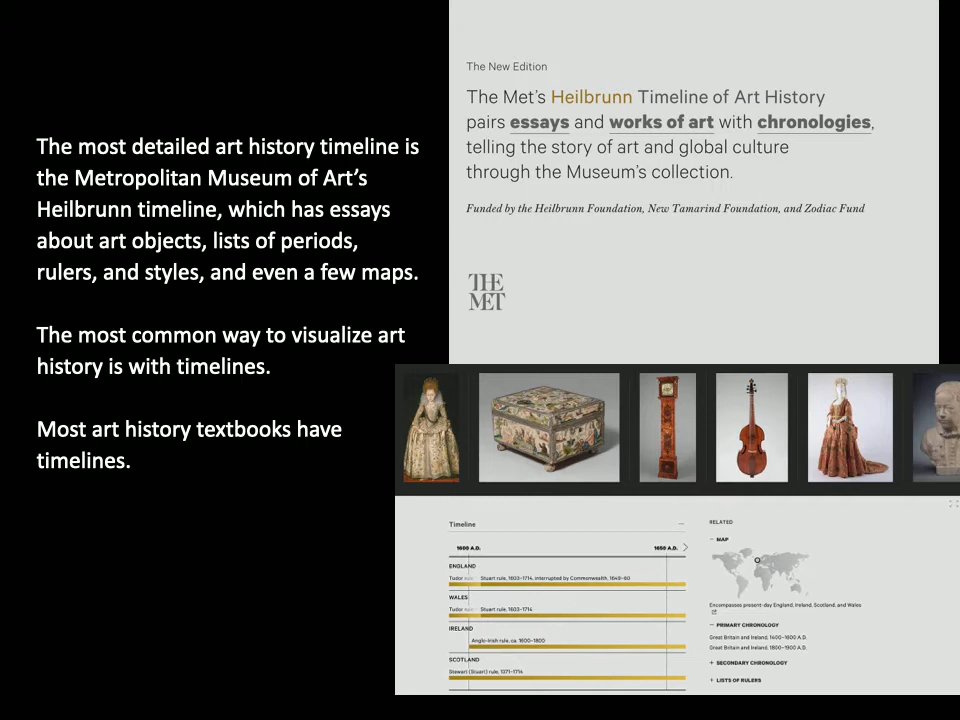 The most detailed art history timeline is
the Metropolitan Museum of Art’s
Heilbrunn timeline, which has essays
about art objects, lists of periods,
rulers, and styles, and even a few maps.
The most common way to visualize art
history is with timelines.
Most art history textbooks have
timelines.
The New Edition
The Met’s Heilbrunn Timeline of Art History
pairs essays and works of art with chronologies,
telling the story of art and global culture
through the Museum’s collection.
Funded by the Heilbrunn Foundation, New Tamarind Foundation, and Zodiac Fund
THE
MET
Timeline
1600 A.D. 1650 A.D.
ENGLAND
Tudor rule Stuart rule, 1603–1714, interrupted by Commonwealth, 1649–60
WALES
Tudor rule Stuart rule, 1603–1714
IRELAND
Anglo-Irish rule, ca. 1600–1800
SCOTLAND
Stewart (Stuart) rule, 1371–1714
RELATED
– MAP
Encompasses present-day England, Ireland, Scotland, and Wales
– PRIMARY CHRONOLOGY
Great Britain and Ireland, 1400–1600 A.D.
Great Britain and Ireland, 1800–1900 A.D.
+ SECONDARY CHRONOLOGY
+ LISTS OF RULERS